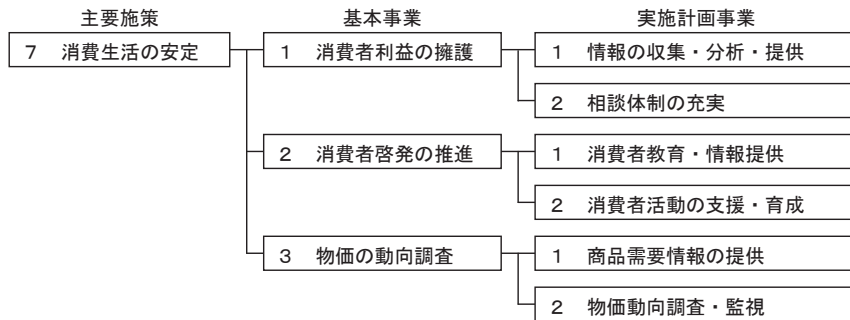 主要施策 基本事業 実施計画事業
7 消費生活の安定 1 消費者利益の擁護 1 情報の収集・分析・提供
2 相談体制の充実
2 消費者啓発の推進 1 消費者教育・情報提供
2 消費者活動の支援・育成
3 物価の動向調査 1 商品需要情報の提供
2 物価動向調査・監視